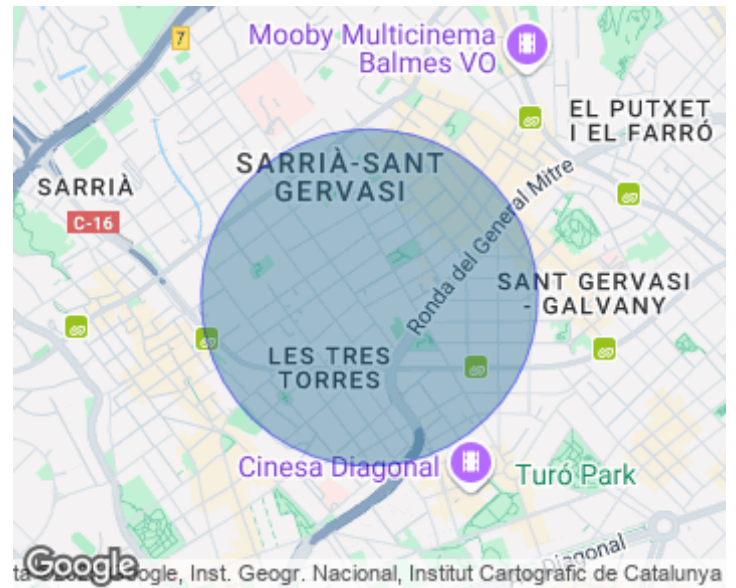 7
Mooby Multicinema
Balmes VO
EL PUTXET
I EL FARRÓ
SARRIÀ-SANT
GERVASI
SARRIÀ
C-16
Ronda del General Mitre
SANT GERVASI
- GALVANY
LES TRES
TORRES
Cinesa Diagonal
Turó Park
Diagonal
Google
Google, Inst. Geogr. Nacional, Institut Cartogràfic de Catalunya